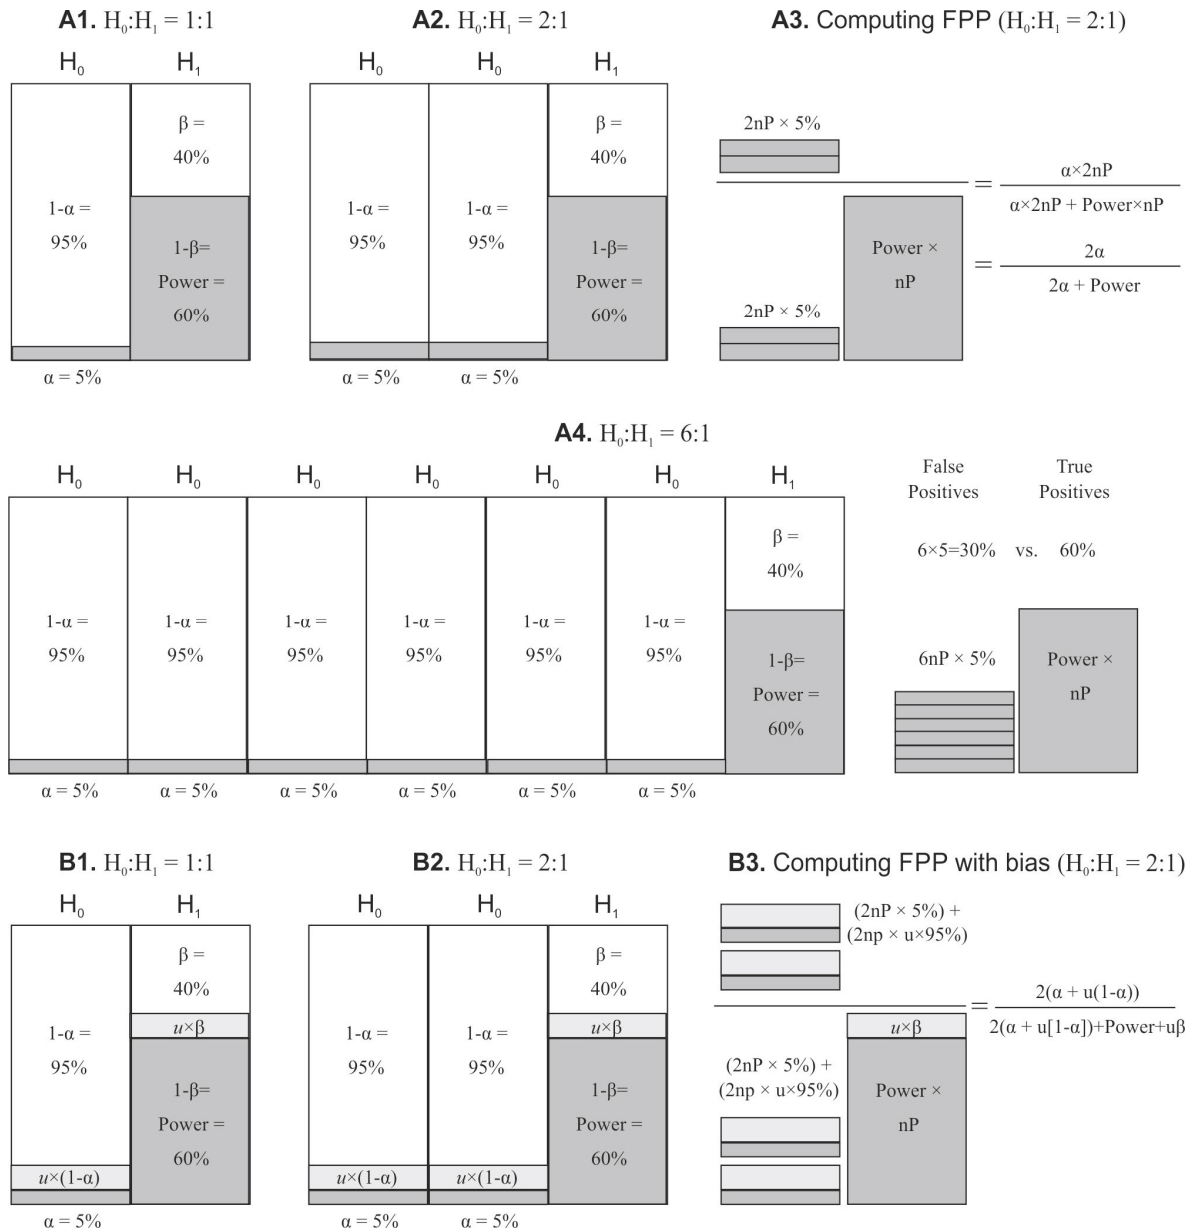 A1. H₀:H₁ = 1:1
H₀
H₁
β =
40%
1-α =
95%
1-β=
Power =
60%
α = 5%
A2. H₀:H₁ = 2:1
H₀
H₀
H₁
β =
40%
1-α =
95%
1-α =
95%
1-β=
Power =
60%
α = 5%
α = 5%
A3. Computing FPP (H₀:H₁ = 2:1)
2nP × 5%
2nP × 5%
Power ×
nP
=
α×2nP
α×2nP + Power×nP
=
2α
2α + Power
A4. H₀:H₁ = 6:1
H₀
H₀
H₀
H₀
H₀
H₀
H₁
β =
40%
1-α =
95%
1-α =
95%
1-α =
95%
1-α =
95%
1-α =
95%
1-α =
95%
1-β=
Power =
60%
α = 5%
α = 5%
α = 5%
α = 5%
α = 5%
α = 5%
False
Positives
True
Positives
6×5=30% vs. 60%
6nP × 5%
Power ×
nP
B1. H₀:H₁ = 1:1
H₀
H₁
β =
40%
u×β
1-α =
95%
1-β=
Power =
60%
u×(1-α)
α = 5%
B2. H₀:H₁ = 2:1
H₀
H₀
H₁
β =
40%
u×β
1-α =
95%
1-α =
95%
1-β=
Power =
60%
u×(1-α)
u×(1-α)
α = 5%
α = 5%
B3. Computing FPP with bias (H₀:H₁ = 2:1)
(2nP × 5%) +
(2np × u×95%)
(2nP × 5%) +
(2np × u×95%)
u×β
Power ×
nP
=
2(α + u(1-α))
2(α + u[1-α])+Power+uβ